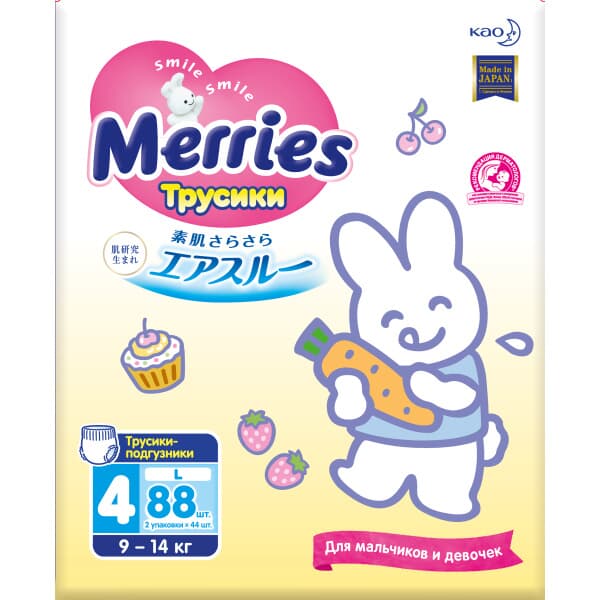 Smile Smile
Merries
Трусики
素肌さらさら
肌研究
生まれ
エアスルー
Kao
Made in
JAPAN.
РЕКОМЕНДАЦИЯ ДЕРМАТОЛОГОВ
Трусики-
подгузники
4
L
88 шт.
2 упаковки × 44 шт.
9 – 14 кг
Для мальчиков и девочек